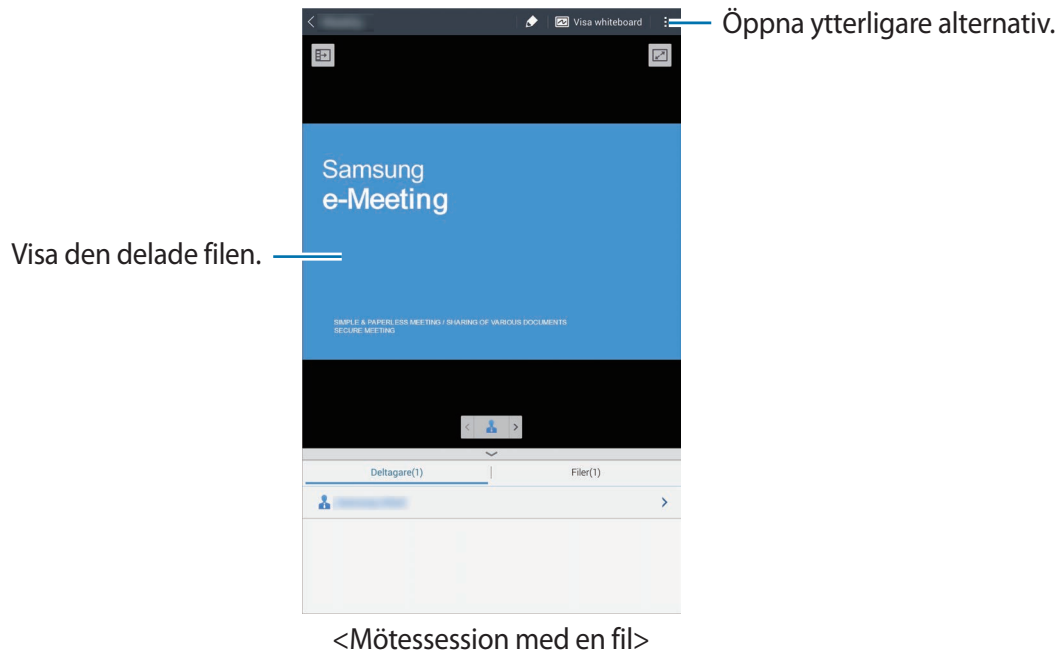 Visa whiteboard
Öppna ytterligare alternativ.
Samsung
e-Meeting
Visa den delade filen.
SIMPLE & PAPERLESS MEETING / SHARING OF VARIOUS DOCUMENTS
SECURE MEETING
Deltagare(1)
Filer(1)
<Mötessession med en fil>